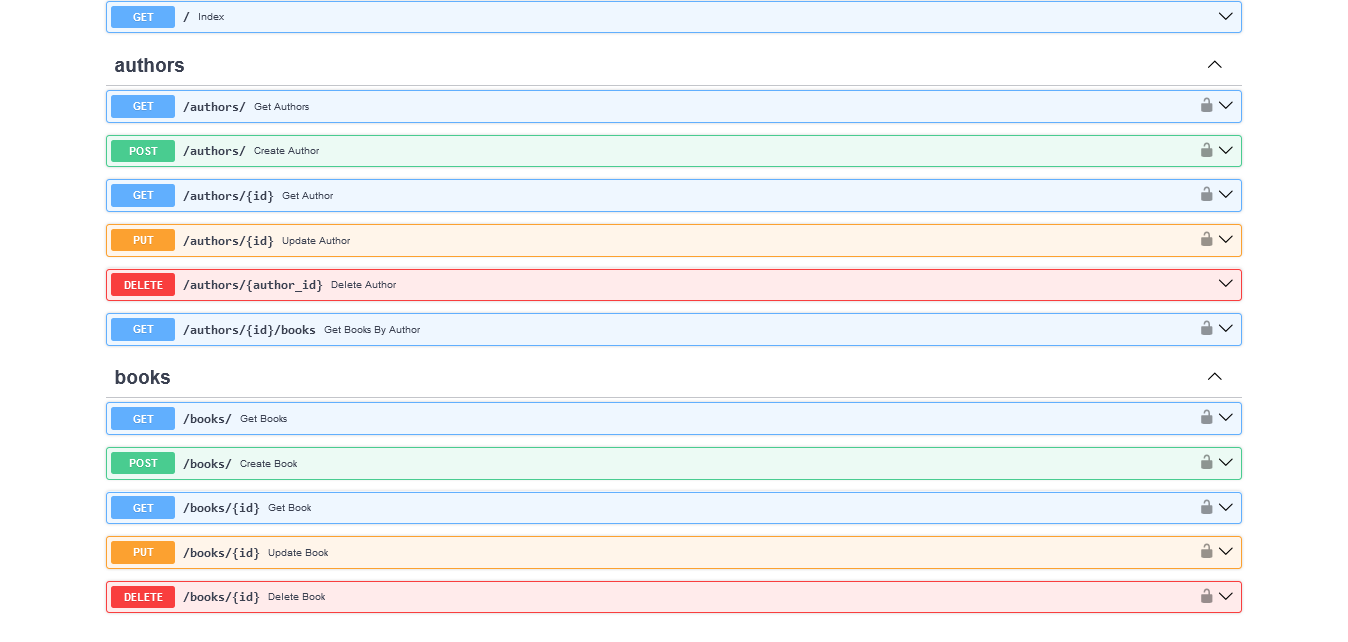 GET / Index
authors
GET /authors/ Get Authors
POST /authors/ Create Author
GET /authors/{id} Get Author
PUT /authors/{id} Update Author
DELETE /authors/{author_id} Delete Author
GET /authors/{id}/books Get Books By Author
books
GET /books/ Get Books
POST /books/ Create Book
GET /books/{id} Get Book
PUT /books/{id} Update Book
DELETE /books/{id} Delete Book